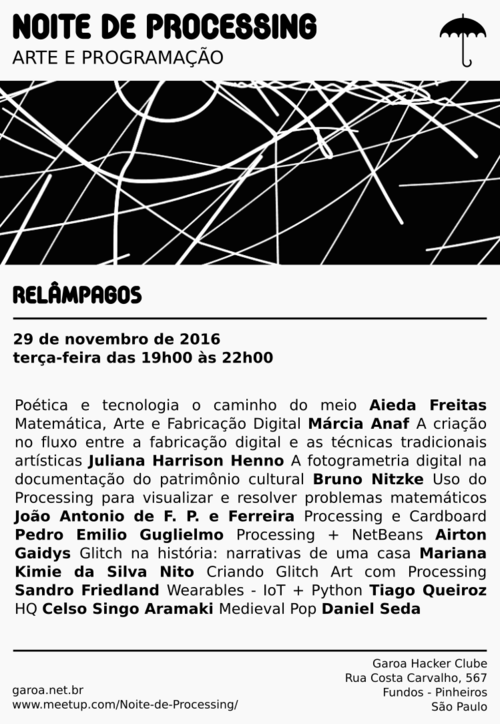 NOITE DE PROCESSING
ARTE E PROGRAMAÇÃO
RELÂMPAGOS
29 de novembro de 2016
terça-feira das 19h00 às 22h00
Poética e tecnologia o caminho do meio Aieda Freitas
Matemática, Arte e Fabricação Digital Márcia Anaf A criação
no fluxo entre a fabricação digital e as técnicas tradicionais
artísticas Juliana Harrison Henno A fotogrametria digital na
documentação do patrimônio cultural Bruno Nitzke Uso do
Processing para visualizar e resolver problemas matemáticos
João Antonio de F. P. e Ferreira Processing e Cardboard
Pedro Emilio Guglielmo Processing + NetBeans Airton
Gaidys Glitch na história: narrativas de uma casa Mariana
Kimie da Silva Nito Criando Glitch Art com Processing
Sandro Friedland Wearables - IoT + Python Tiago Queiroz
HQ Celso Singo Aramaki Medieval Pop Daniel Seda
garoa.net.br
www.meetup.com/Noite-de-Processing/
Garoa Hacker Clube
Rua Costa Carvalho, 567
Fundos - Pinheiros
São Paulo